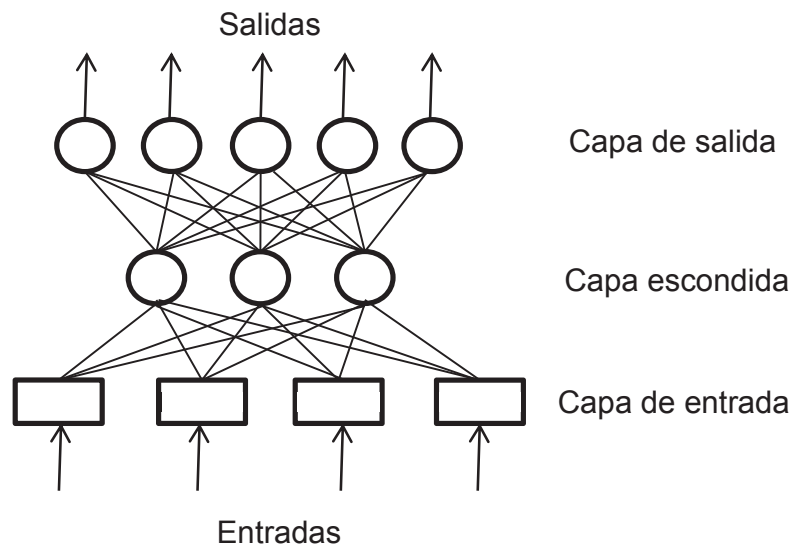 Salidas
Capa de salida
Capa escondida
Capa de entrada
Entradas